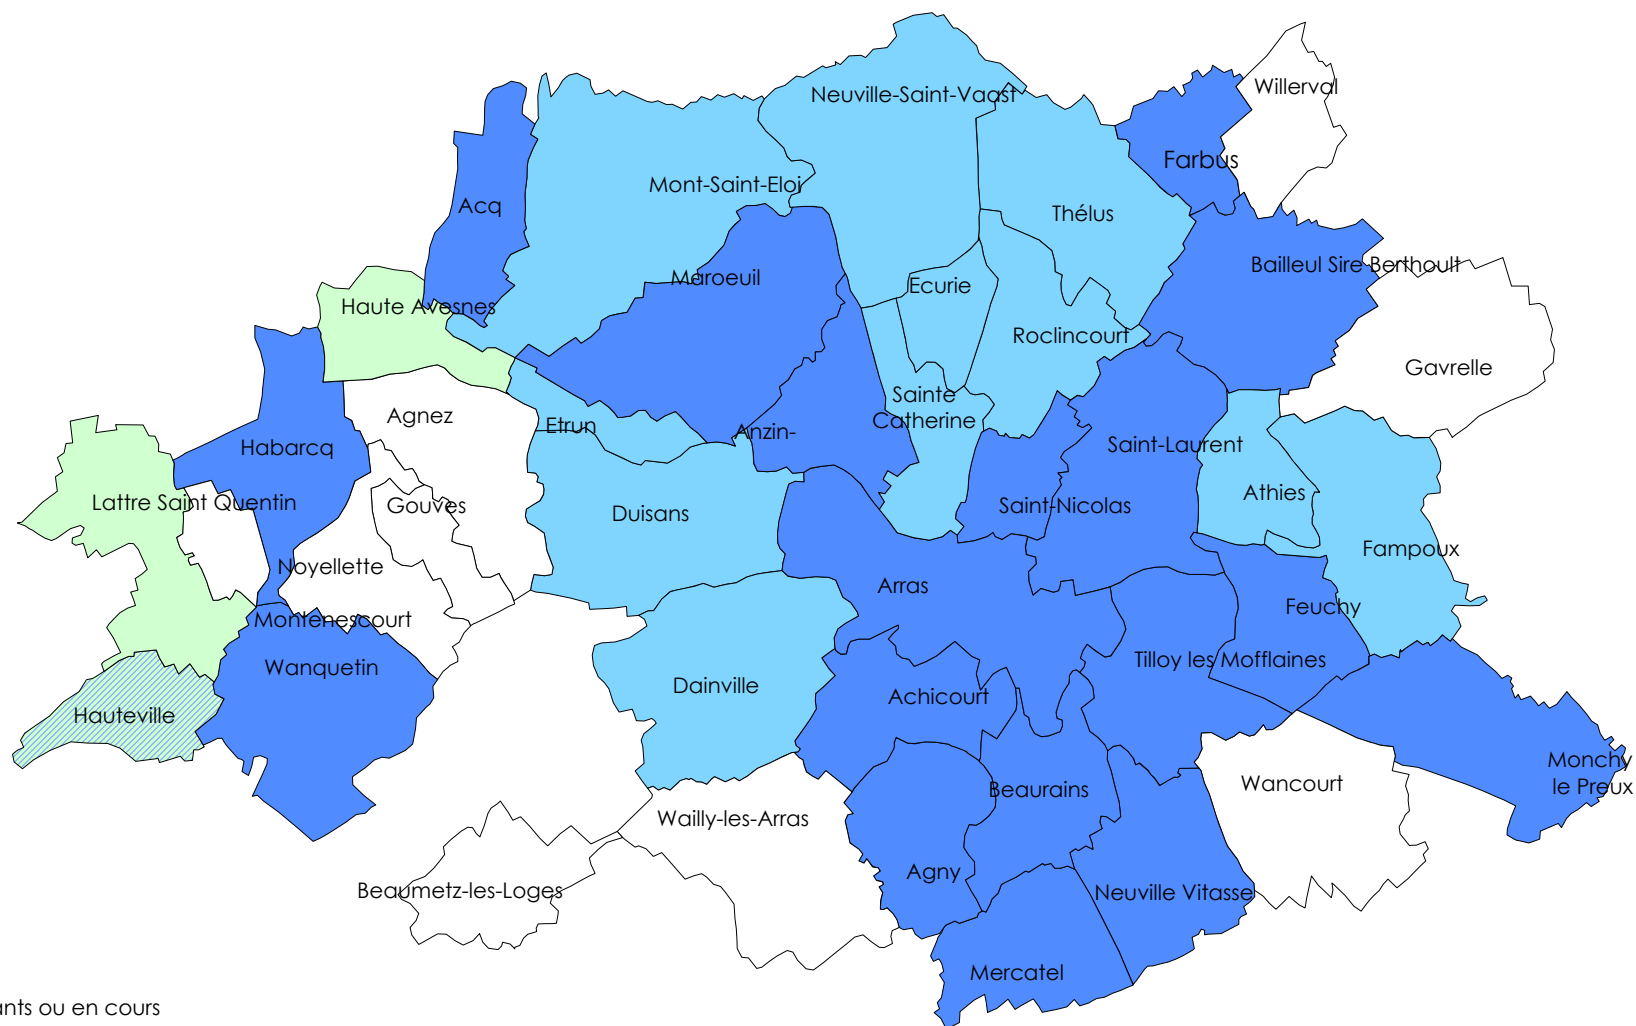 Willerval
Neuville-Saint-Vaast
Farbus
Mont-Saint-Eloi
Acq
Thélus
Bailleul Sire Berthoult
Maroeuil
Ecurie
Haute Avesnes
Roclincourt
Gavrelle
Sainte
Catherine
Agnez
Etrun
Anzin-
Saint-Laurent
Habarcq
Athies
Lattre Saint Quentin
Gouves
Duisans
Saint-Nicolas
Fampoux
Noyellette
Arras
Feuchy
Montenescourt
Wanquetin
Tilloy les Mofflaines
Dainville
Achicourt
Hauteville
Monchy
le Preux
Wancourt
Beaurains
Wailly-les-Arras
Agny
Beaumetz-les-Loges
Neuville Vitasse
Mercatel
ants ou en cours